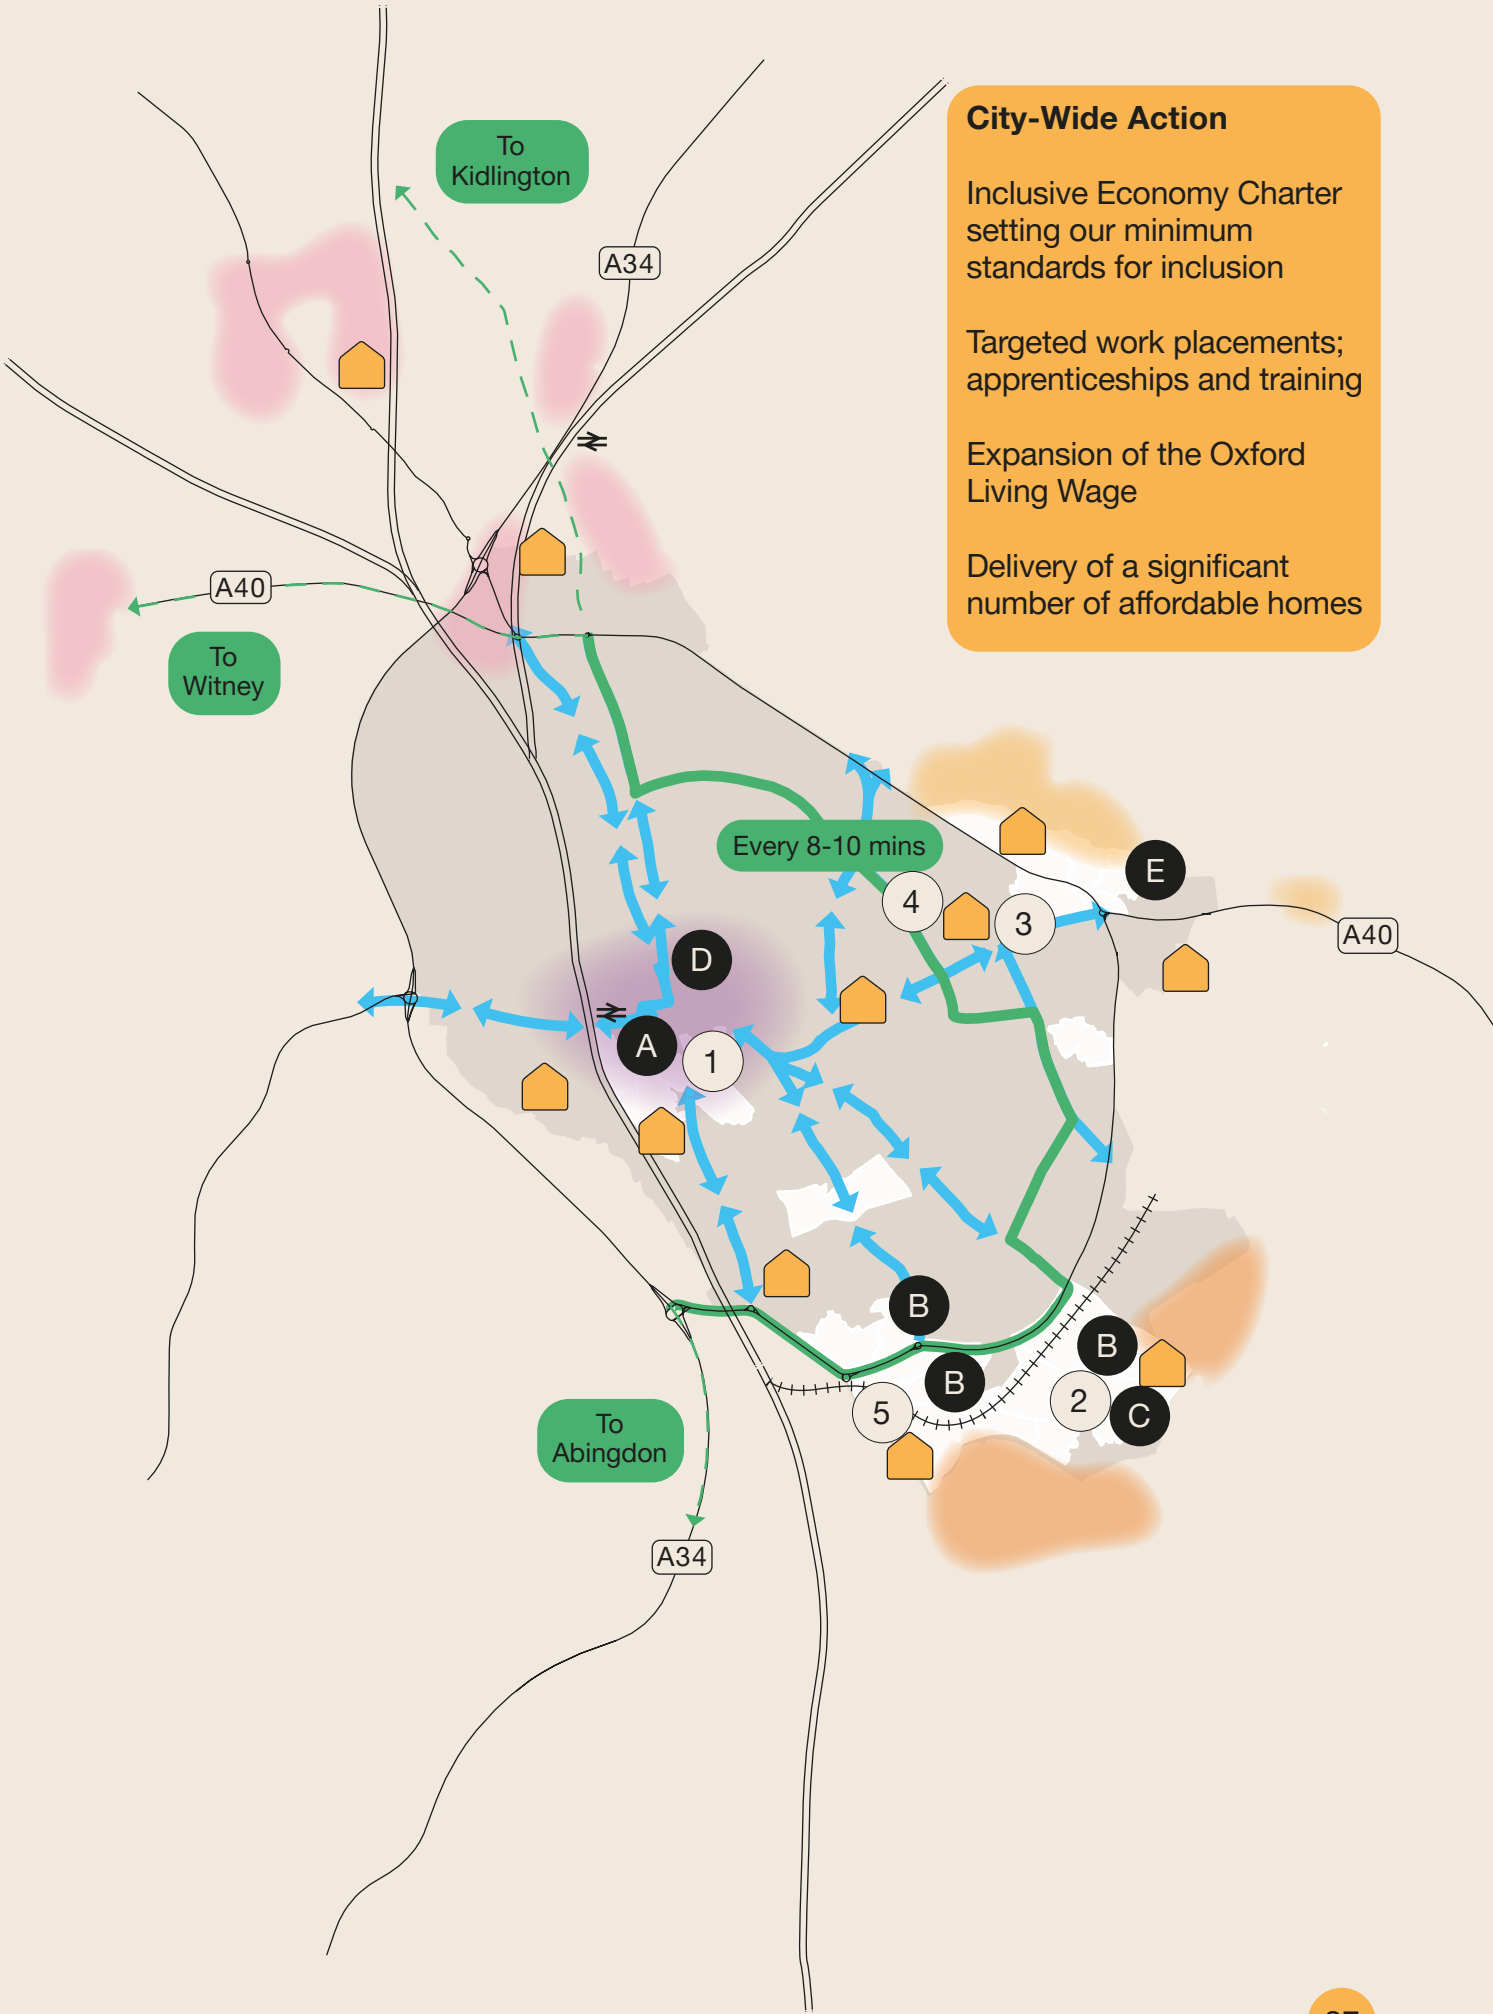 City-Wide Action
Inclusive Economy Charter
setting our minimum
standards for inclusion
Targeted work placements;
apprenticeships and training
Expansion of the Oxford
Living Wage
Delivery of a significant
number of affordable homes
To
Kidlington
A34
A40
To
Witney
Every 8-10 mins
4
3
E
A40
D
A
1
B
B
B
2
C
5
To
Abingdon
A34